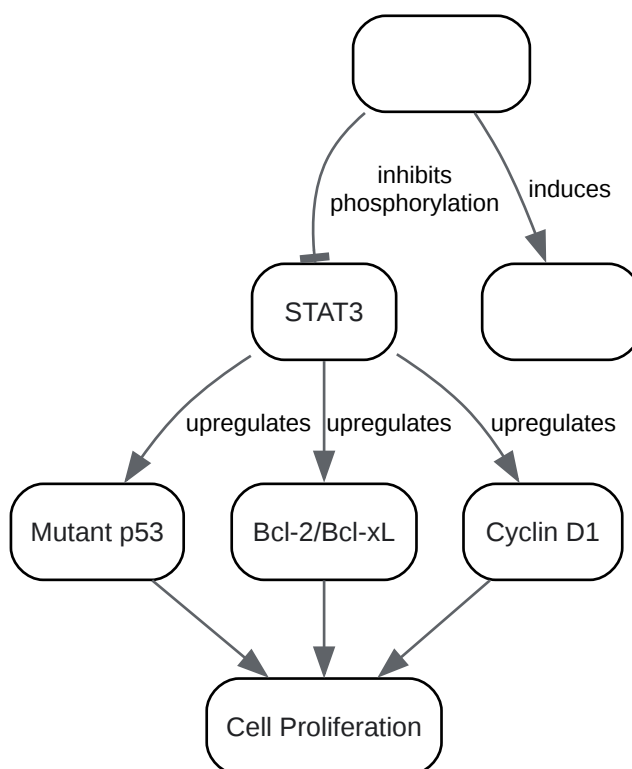 inhibits
phosphorylation
induces
STAT3
upregulates
upregulates
upregulates
Mutant p53
Bcl-2/Bcl-xL
Cyclin D1
Cell Proliferation